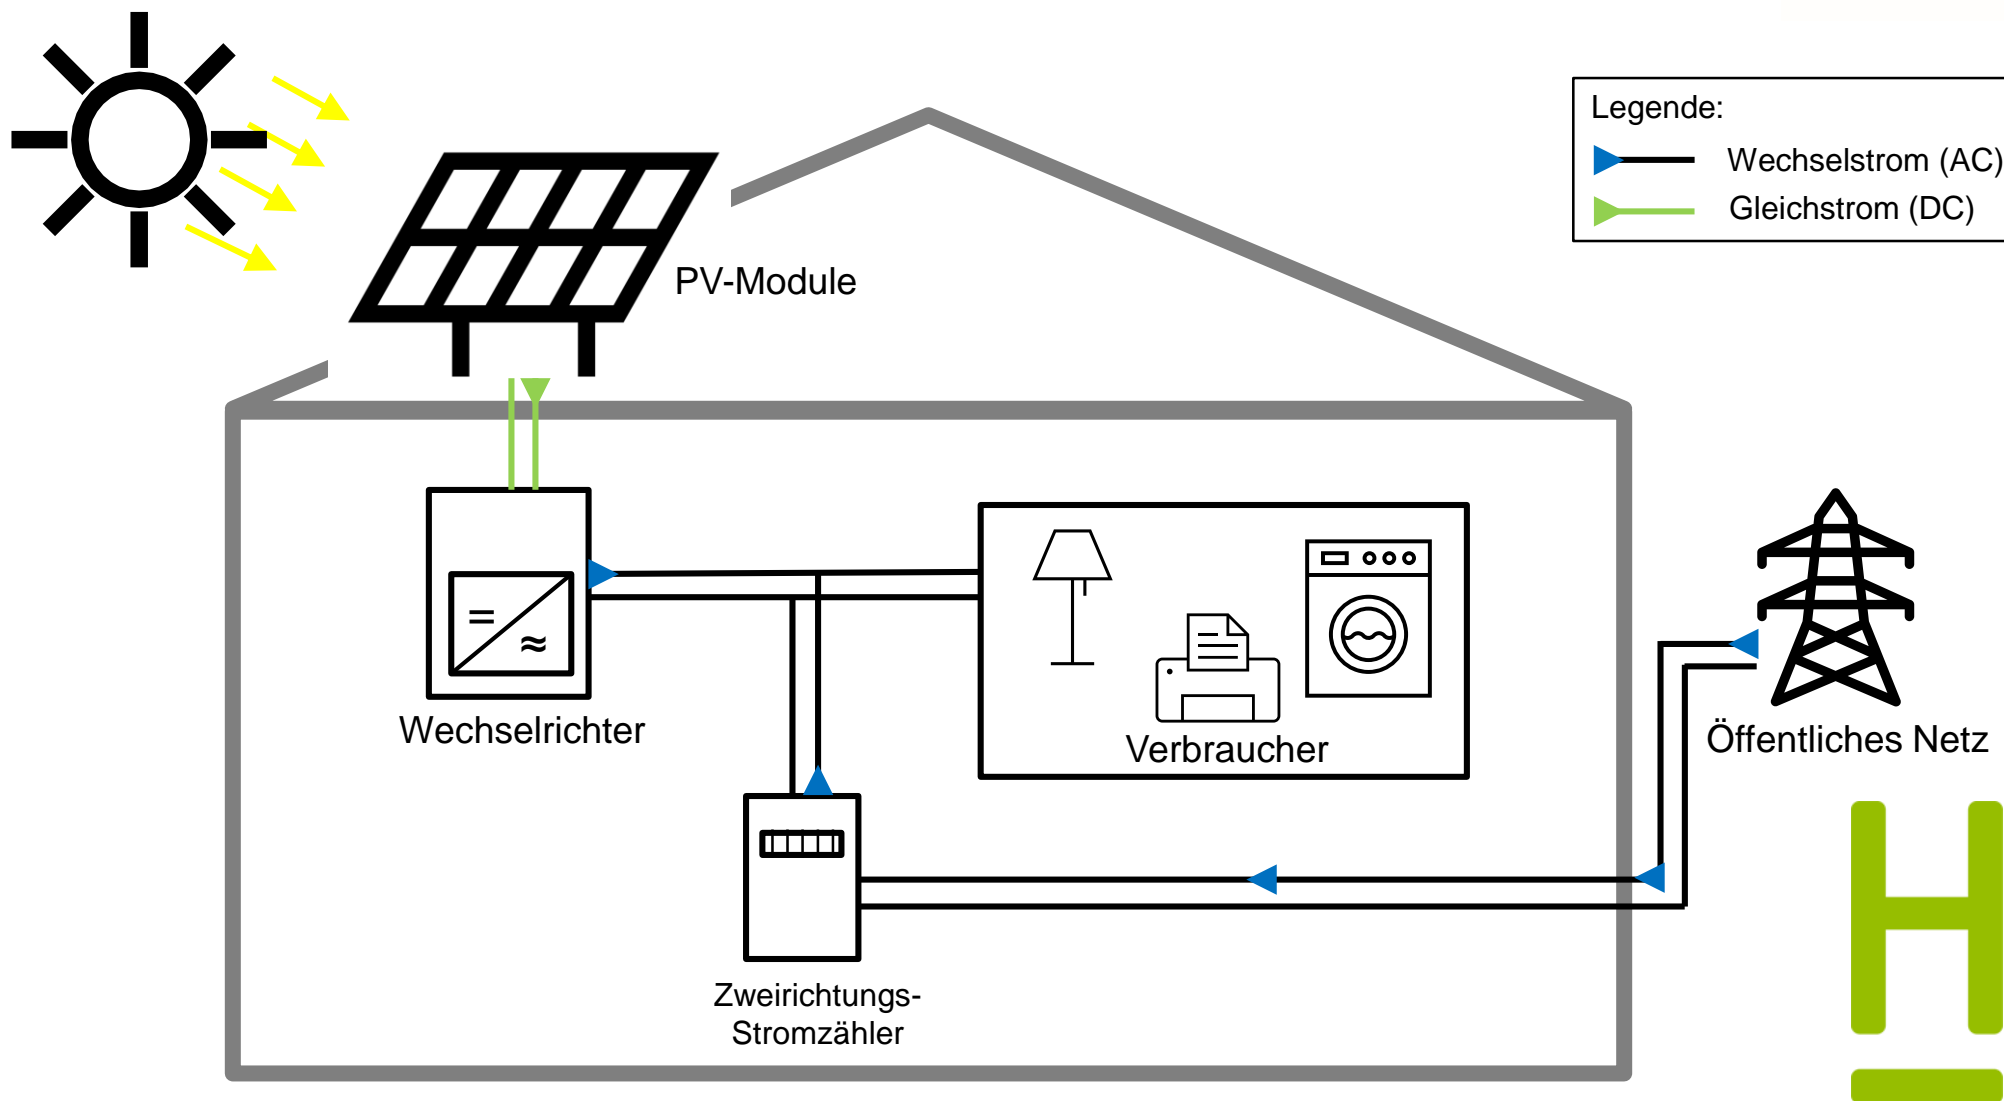 Legende:
Wechselstrom (AC)
Gleichstrom (DC)
PV-Module
Wechselrichter
Verbraucher
Öffentliches Netz
Zweirichtungs-
Stromzähler
H